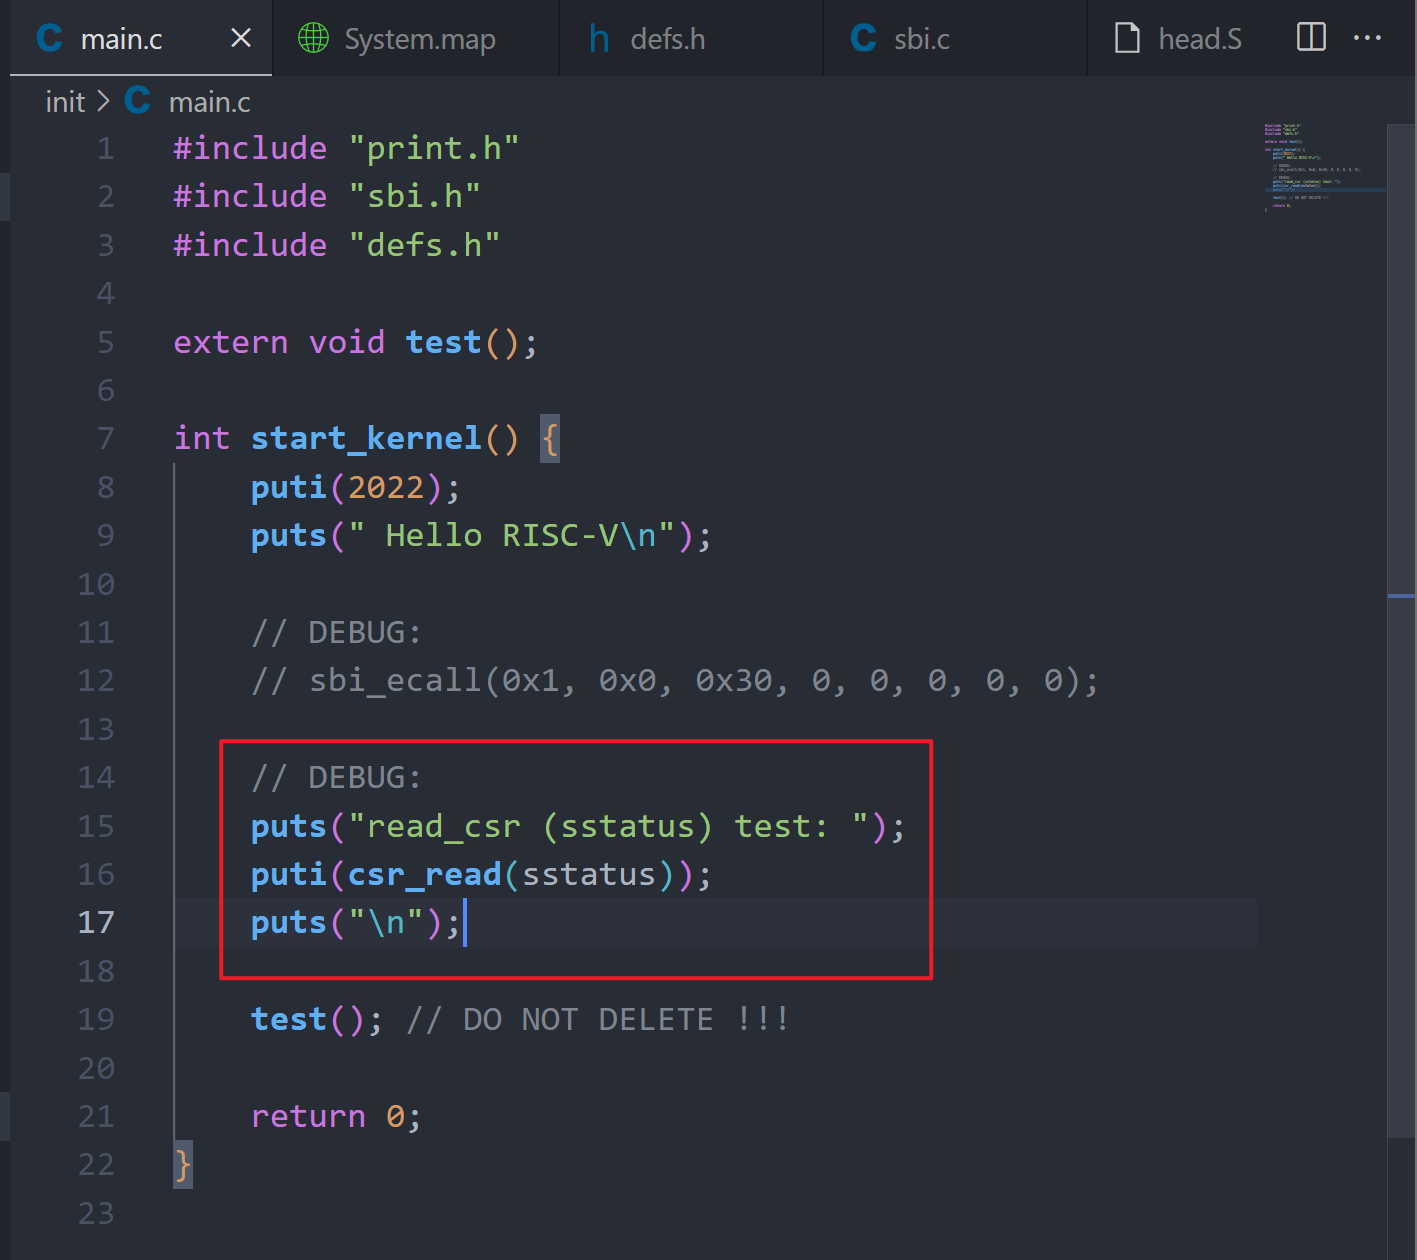 main.c System.map defs.h sbi.c head.S
init > main.c
1 #include "print.h"
2 #include "sbi.h"
3 #include "defs.h"
4
5 extern void test();
6
7 int start_kernel() {
8     puti(2022);
9     puts(" Hello RISC-V\n");
10
11     // DEBUG:
12     // sbi_ecall(0x1, 0x0, 0x30, 0, 0, 0, 0, 0);
13
14     // DEBUG:
15     puts("read_csr (sstatus) test: ");
16     puti(csr_read(sstatus));
17     puts("\n");
18
19     test(); // DO NOT DELETE !!!
20
21     return 0;
22 }
23